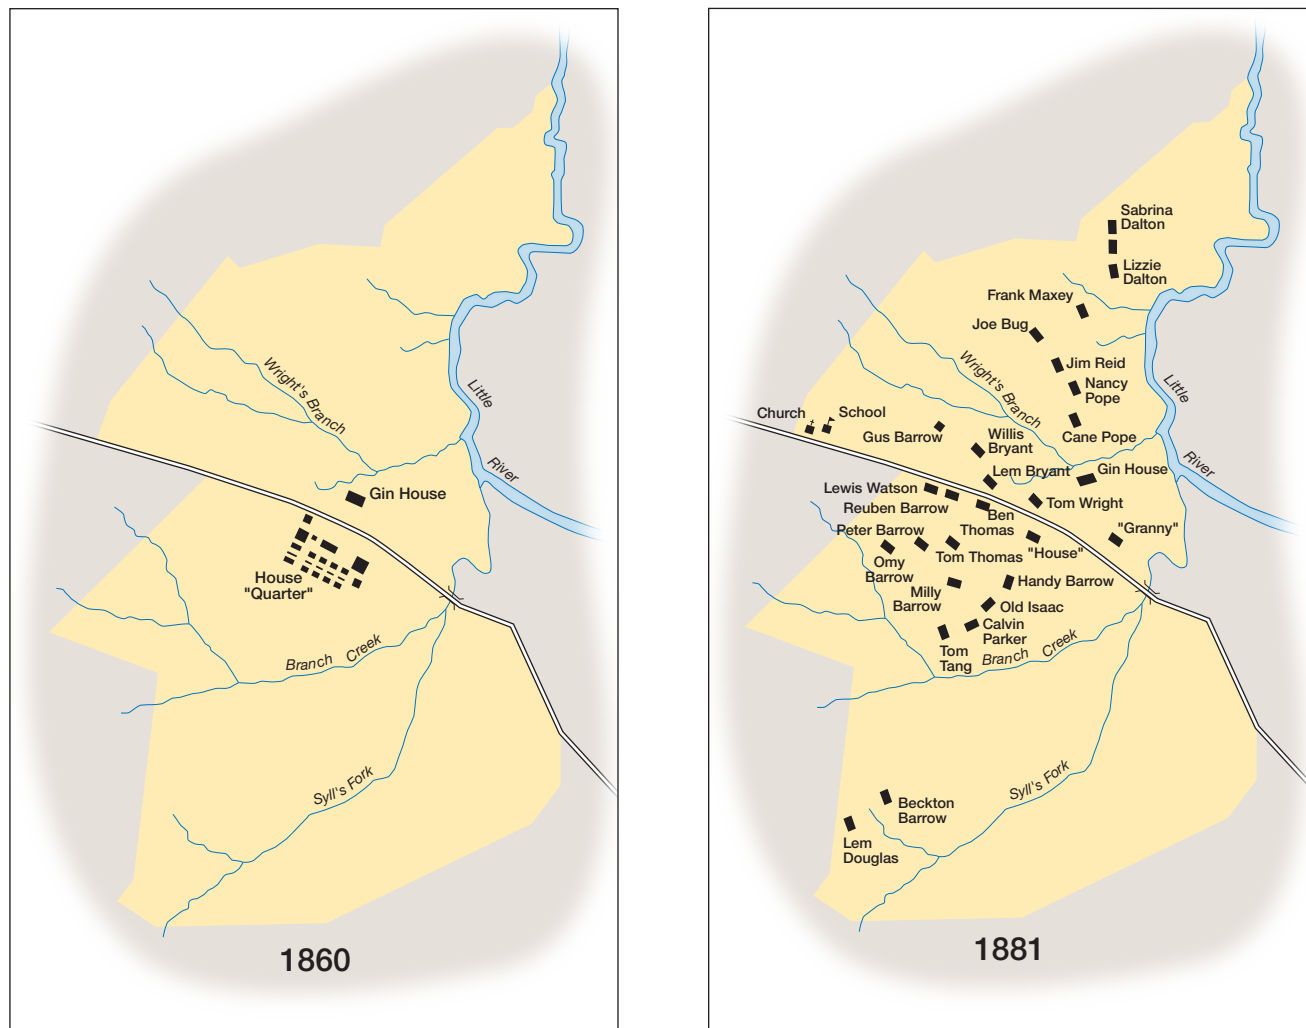 Wright's Branch
Little
River
Gin House
House
"Quarter"
Branch Creek
Syll's Fork
1860
Sabrina
Dalton
Lizzie
Dalton
Frank Maxey
Joe Bug
Jim Reid
Nancy
Pope
Cane Pope
Wright's Branch
Little
River
Church
School
Gus Barrow
Willis
Bryant
Lem Bryant
Gin House
Lewis Watson
Reuben Barrow
Ben
Thomas
Tom Wright
"Granny"
Peter Barrow
Omy
Barrow
Tom Thomas
"House"
Milly
Barrow
Handy Barrow
Old Isaac
Calvin
Parker
Tom
Tang
Branch Creek
Syll's Fork
Beckton
Barrow
Lem
Douglas
1881